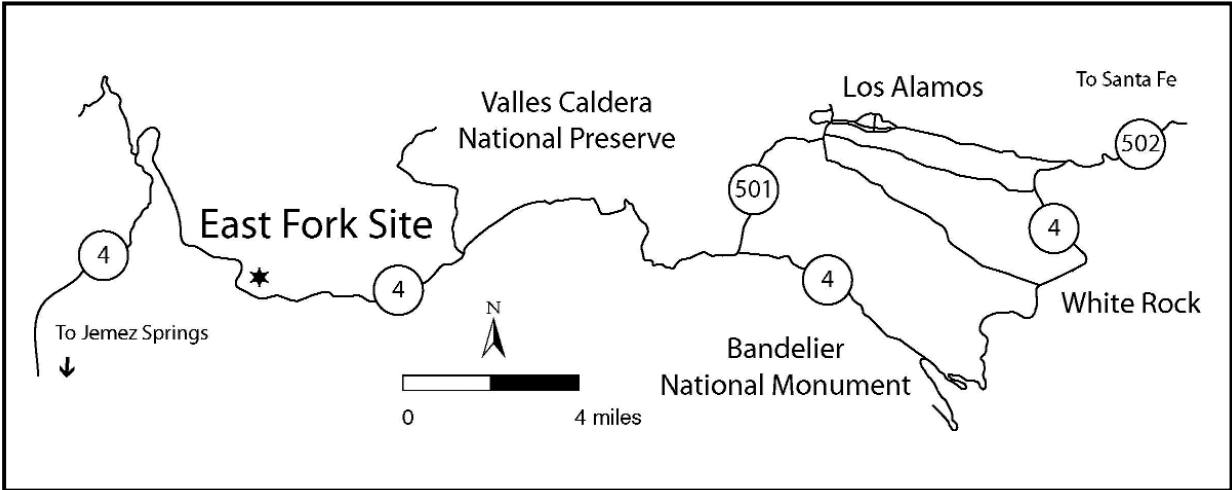 Los Alamos
To Santa Fe
Valles Caldera
National Preserve
502
501
East Fork Site
4
4
4
4
White Rock
N
To Jemez Springs
Bandelier
National Monument
0
4 miles